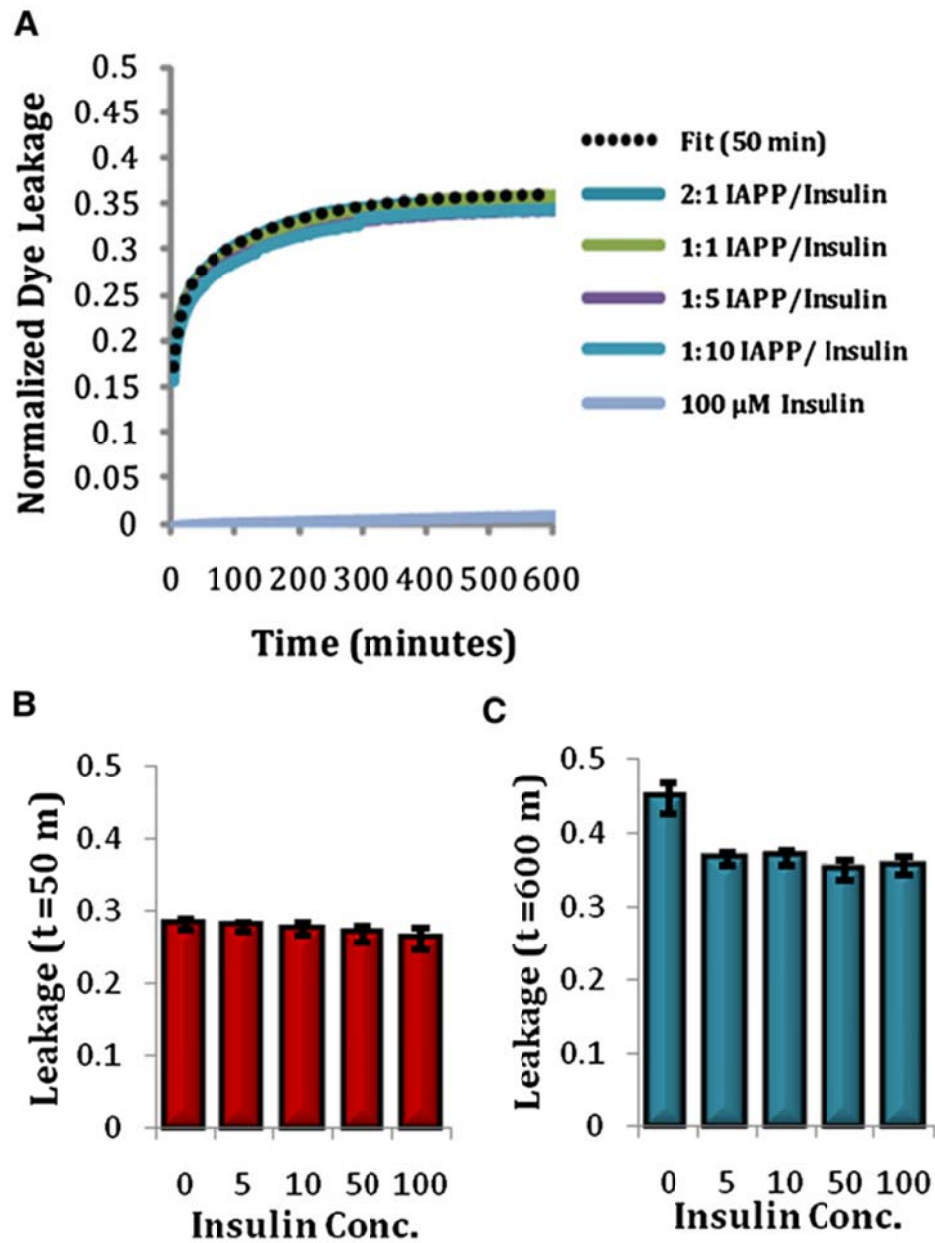 A
Normalized Dye Leakage
0.5
0.45
0.4
0.35
0.3
0.25
0.2
0.15
0.1
0.05
0
0 100 200 300 400 500 600
Time (minutes)
Fit (50 min)
2:1 IAPP/Insulin
1:1 IAPP/Insulin
1:5 IAPP/Insulin
1:10 IAPP/ Insulin
100 µM Insulin
B
Leakage (t =50 m)
0.5
0.4
0.3
0.2
0.1
0
0 5 10 50 100
Insulin Conc.
C
Leakage (t=600 m)
0.5
0.4
0.3
0.2
0.1
0
0 5 10 50 100
Insulin Conc.